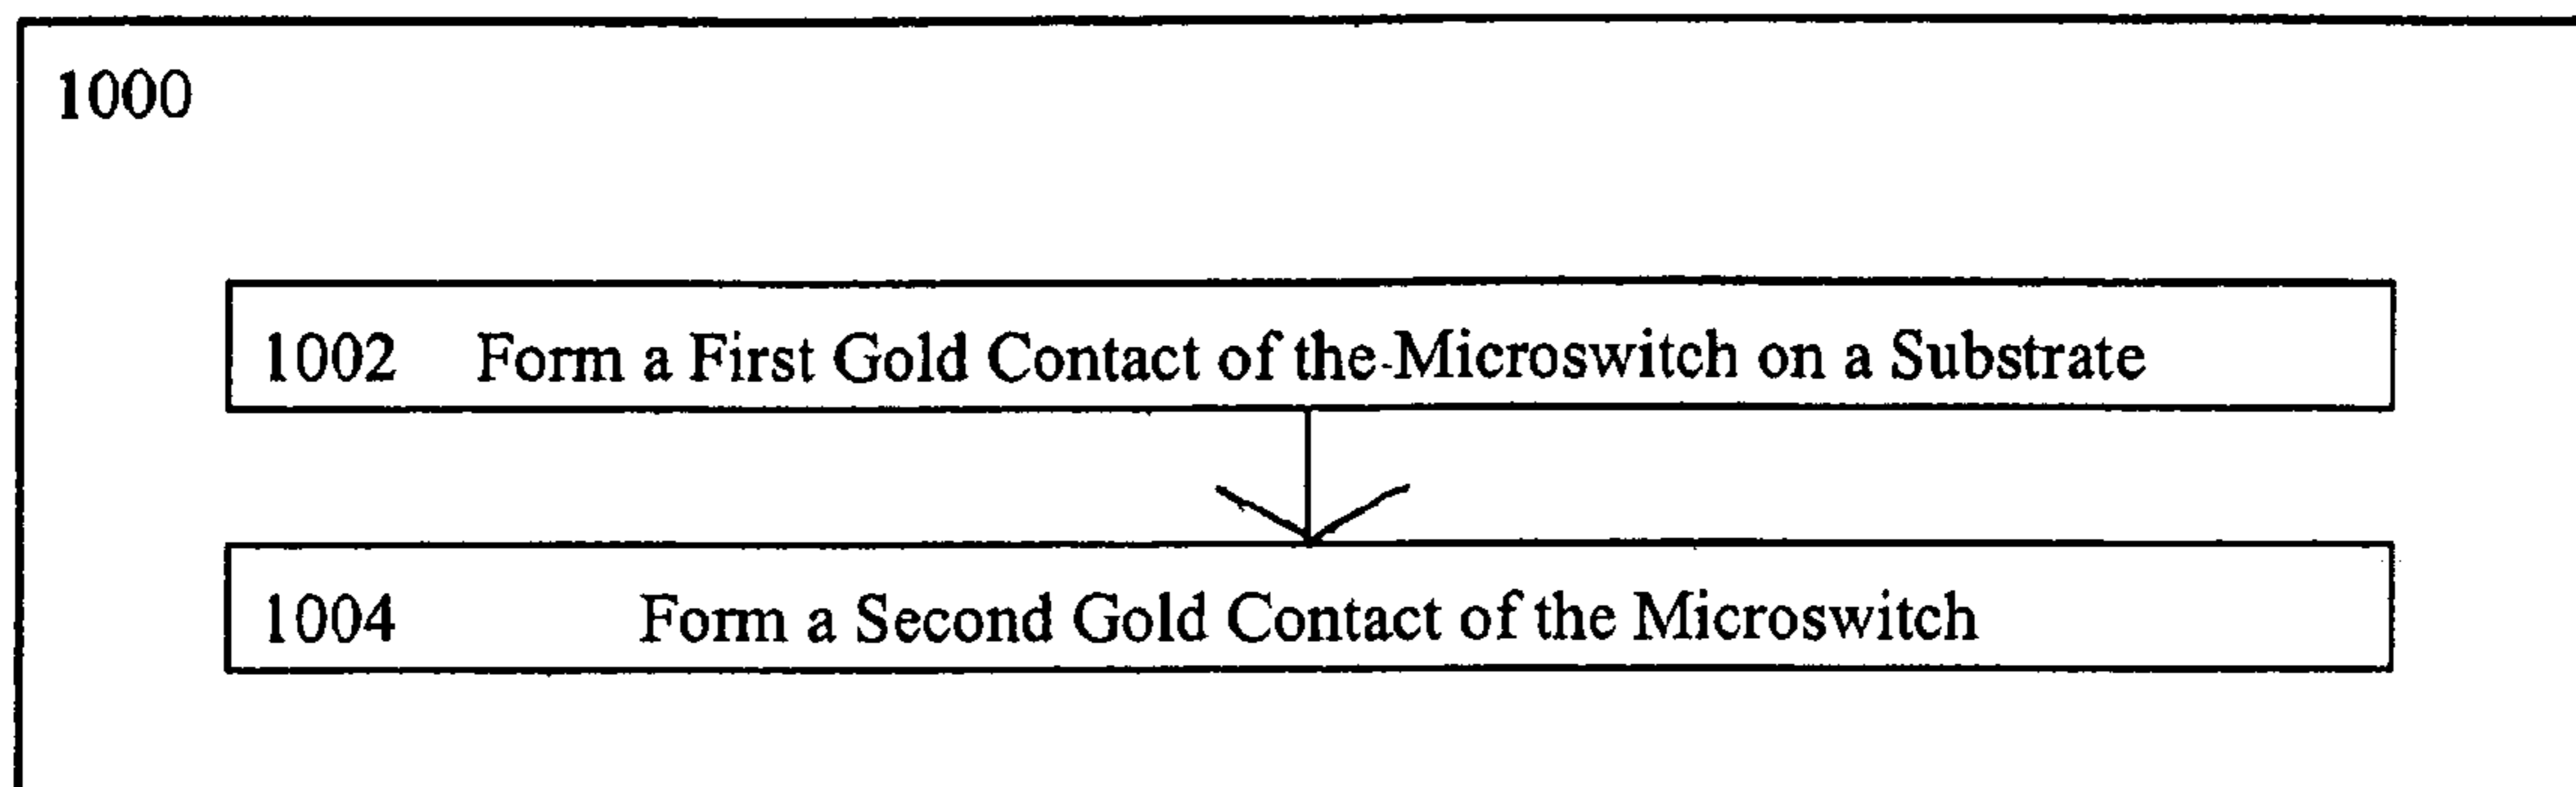 1000
1002 Form a First Gold Contact of the Microswitch on a Substrate
1004 Form a Second Gold Contact of the Microswitch